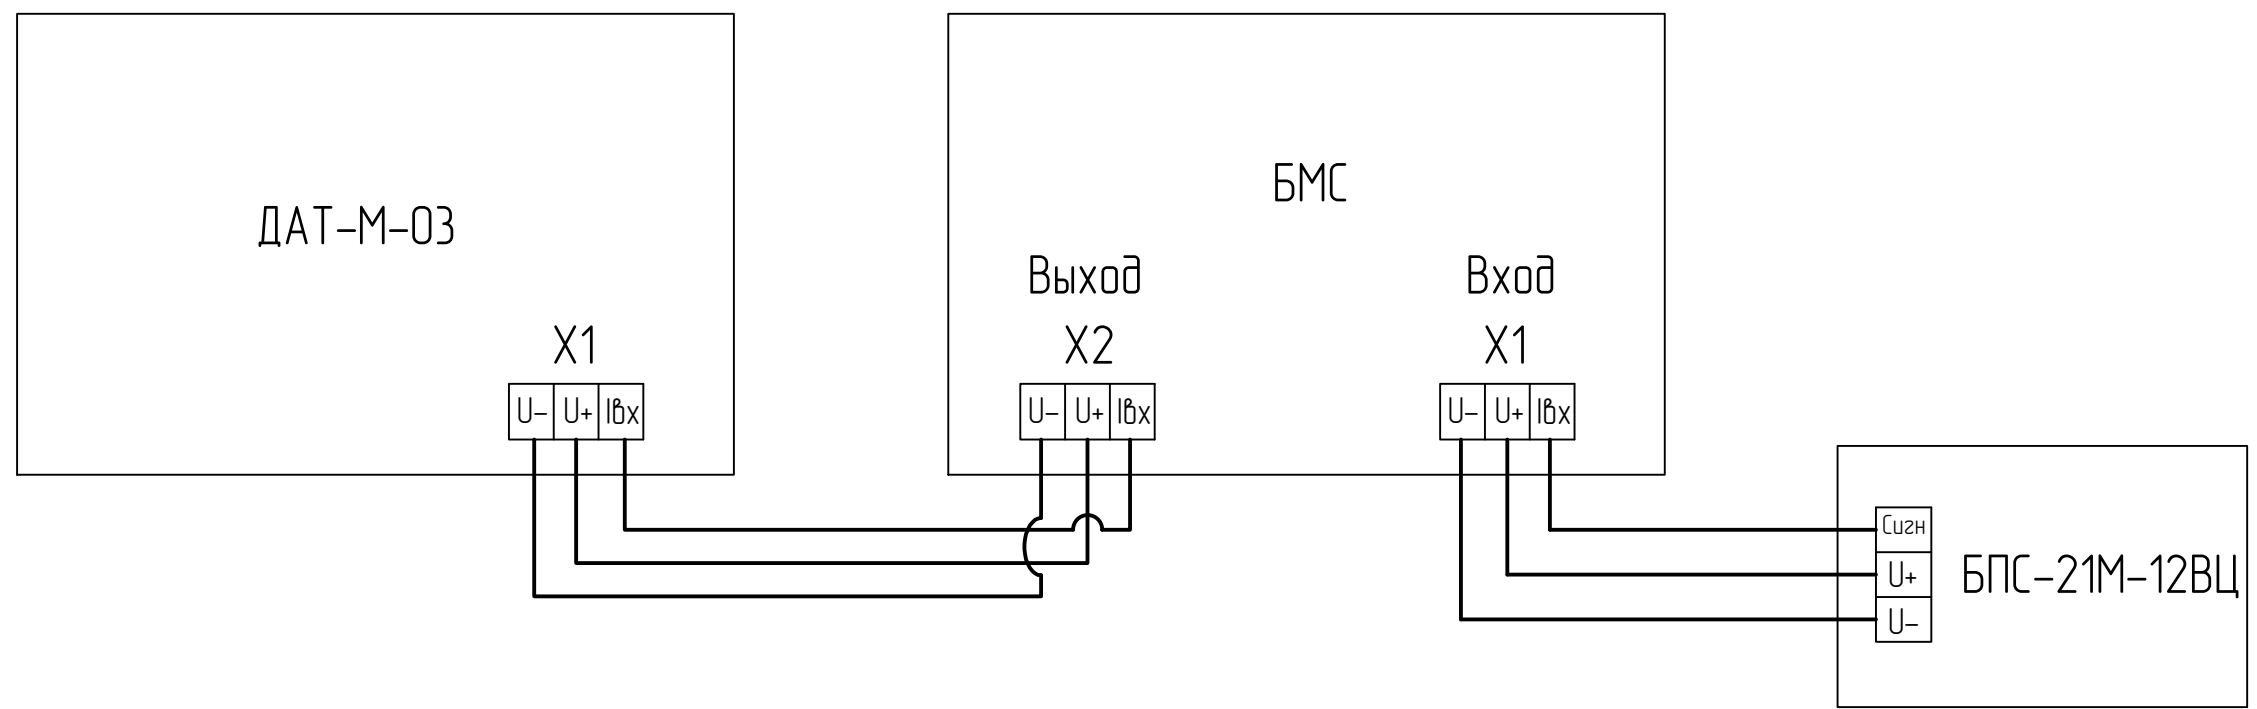 ДАТ-М-03
X1
U- U+ Iвх
БМС
Выход Вход
X2 X1
U- U+ Iвх U- U+ Iвх
Сигн
U+
U-
БПС-21М-12ВЦ